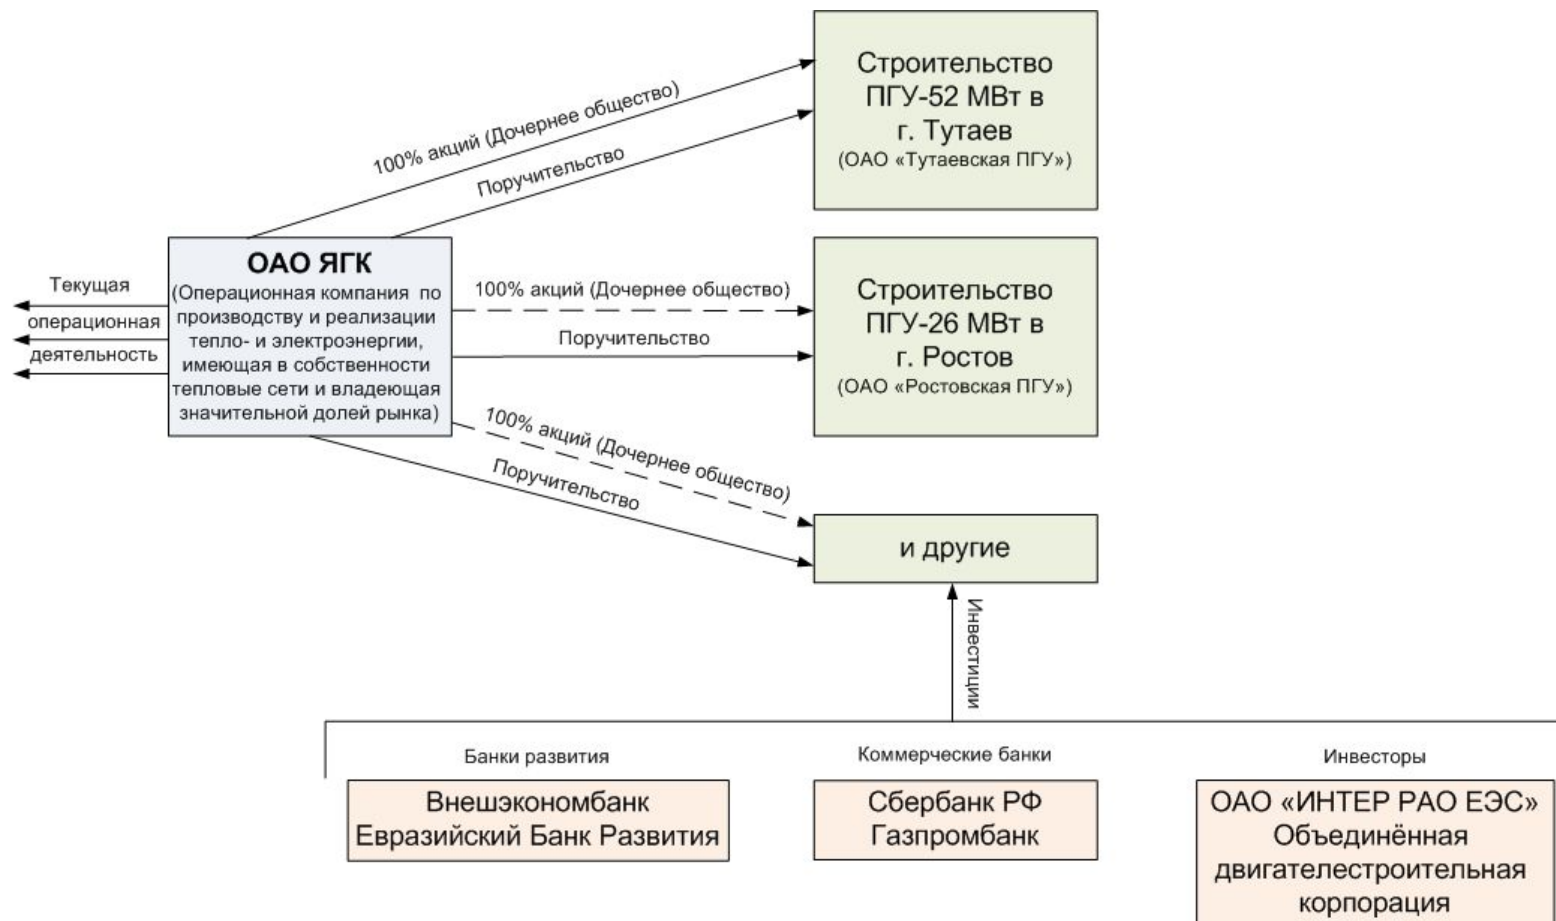 Строительство
ПГУ-52 МВт в
г. Тутаев
(ОАО «Тутаевская ПГУ»)
100% акций (Дочернее общество)
Поручительство
ОАО ЯГК
(Операционная компания по
производству и реализации
тепло- и электроэнергии,
имеющая в собственности
тепловые сети и владеющая
значительной долей рынка)
Текущая
операционная
деятельность
100% акций (Дочернее общество)
Поручительство
Строительство
ПГУ-26 МВт в
г. Ростов
(ОАО «Ростовская ПГУ»)
100% акций (Дочернее общество)
Поручительство
и другие
Инвестиции
Банки развития
Внешэкономбанк
Евразийский Банк Развития
Коммерческие банки
Сбербанк РФ
Газпромбанк
Инвесторы
ОАО «ИНТЕР РАО ЕЭС»
Объединённая
двигателестроительная
корпорация